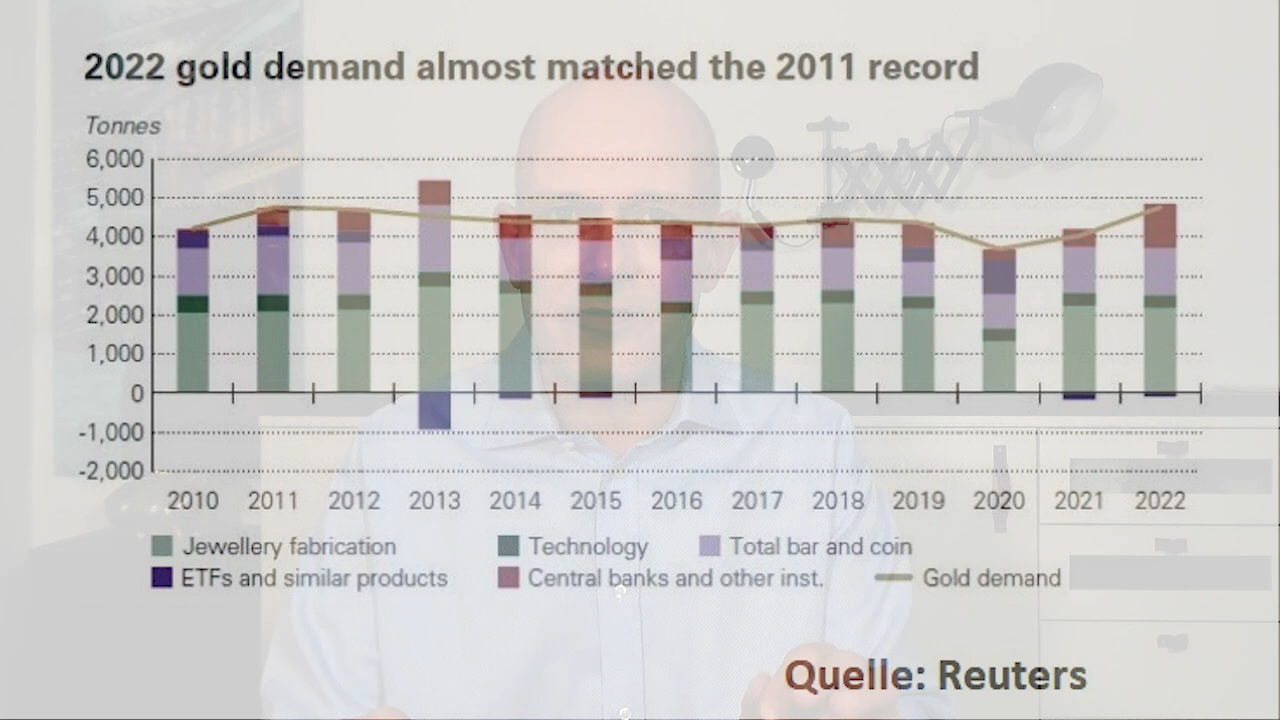 2022 gold demand almost matched the 2011 record
Tonnes
6,000
5,000
4,000
3,000
2,000
1,000
0
-1,000
-2,000
2010 2011 2012 2013 2014 2015 2016 2017 2018 2019 2020 2021 2022
Jewellery fabrication Technology Total bar and coin
ETFs and similar products Central banks and other inst. Gold demand
Quelle: Reuters